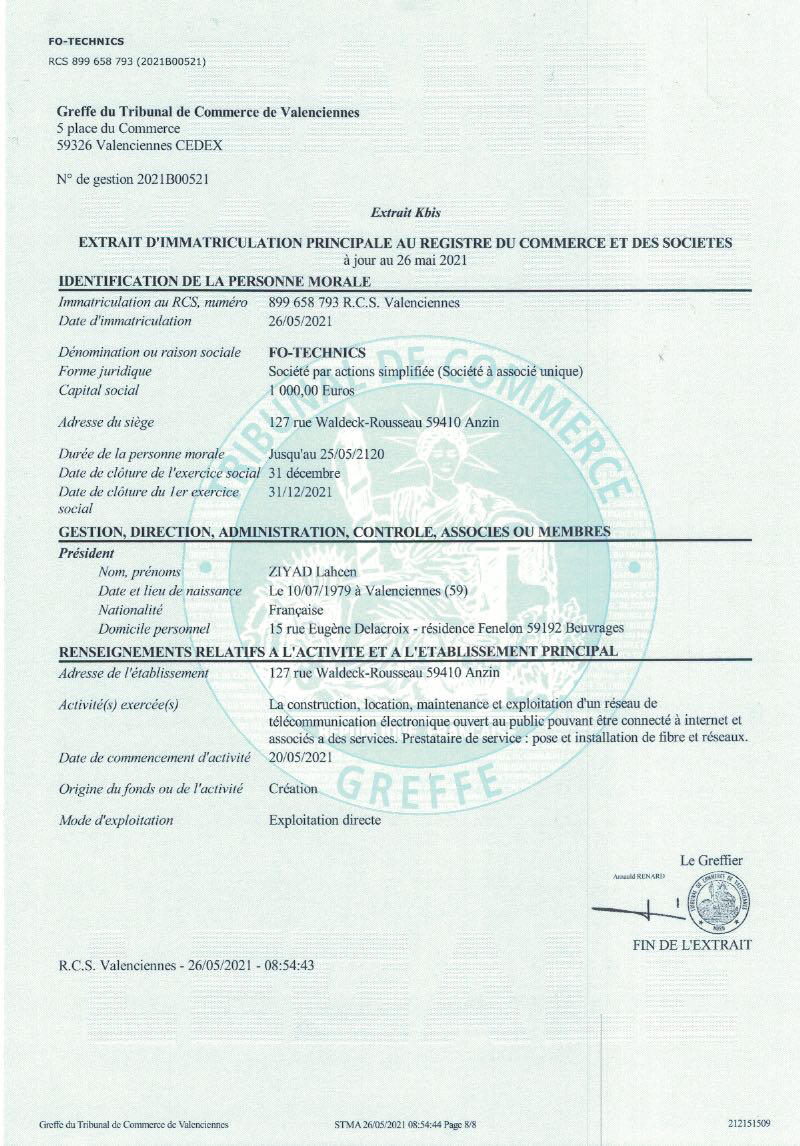 FO-TECHNICS
RCS 899 658 793 (2021B00521)
Greffe du Tribunal de Commerce de Valenciennes
5 place du Commerce
59326 Valenciennes CEDEX
N° de gestion 2021B00521
Extrait Kbis
EXTRAIT D'IMMATRICULATION PRINCIPALE AU REGISTRE DU COMMERCE ET DES SOCIETES
à jour au 26 mai 2021
IDENTIFICATION DE LA PERSONNE MORALE
Immatriculation au RCS, numéro 899 658 793 R.C.S. Valenciennes
Date d'immatriculation 26/05/2021
Dénomination ou raison sociale FO-TECHNICS
Forme juridique Société par actions simplifiée (Société à associé unique)
Capital social 1 000,00 Euros
Adresse du siège 127 rue Waldeck-Rousseau 59410 Anzin
Durée de la personne morale Jusqu'au 25/05/2120
Date de clôture de l'exercice social 31 décembre
Date de clôture du 1er exercice 31/12/2021
social
GESTION, DIRECTION, ADMINISTRATION, CONTROLE, ASSOCIES OU MEMBRES
Président
Nom, prénoms ZIYAD Lahcen
Date et lieu de naissance Le 10/07/1979 à Valenciennes (59)
Nationalité Française
Domicile personnel 15 rue Eugène Delacroix - résidence Fenelon 59192 Beuvrages
RENSEIGNEMENTS RELATIFS A L'ACTIVITE ET A L'ETABLISSEMENT PRINCIPAL
Adresse de l'établissement 127 rue Waldeck-Rousseau 59410 Anzin
Activité(s) exercée(s) La construction, location, maintenance et exploitation d'un réseau de
télécommunication électronique ouvert au public pouvant être connecté à internet et
associés a des services. Prestataire de service : pose et installation de fibre et réseaux.
Date de commencement d'activité 20/05/2021
Origine du fonds ou de l'activité Création
Mode d'exploitation Exploitation directe
TRIBUNAL DE COMMERCE
GREFFE
Le Greffier
Arnauld RENARD
TRIBUNAL DE COMMERCE DE VALENCIENNES
FIN DE L'EXTRAIT
R.C.S. Valenciennes - 26/05/2021 - 08:54:43
Greffe du Tribunal de Commerce de Valenciennes STMA 26/05/2021 08:54:44 Page 8/8 212151509